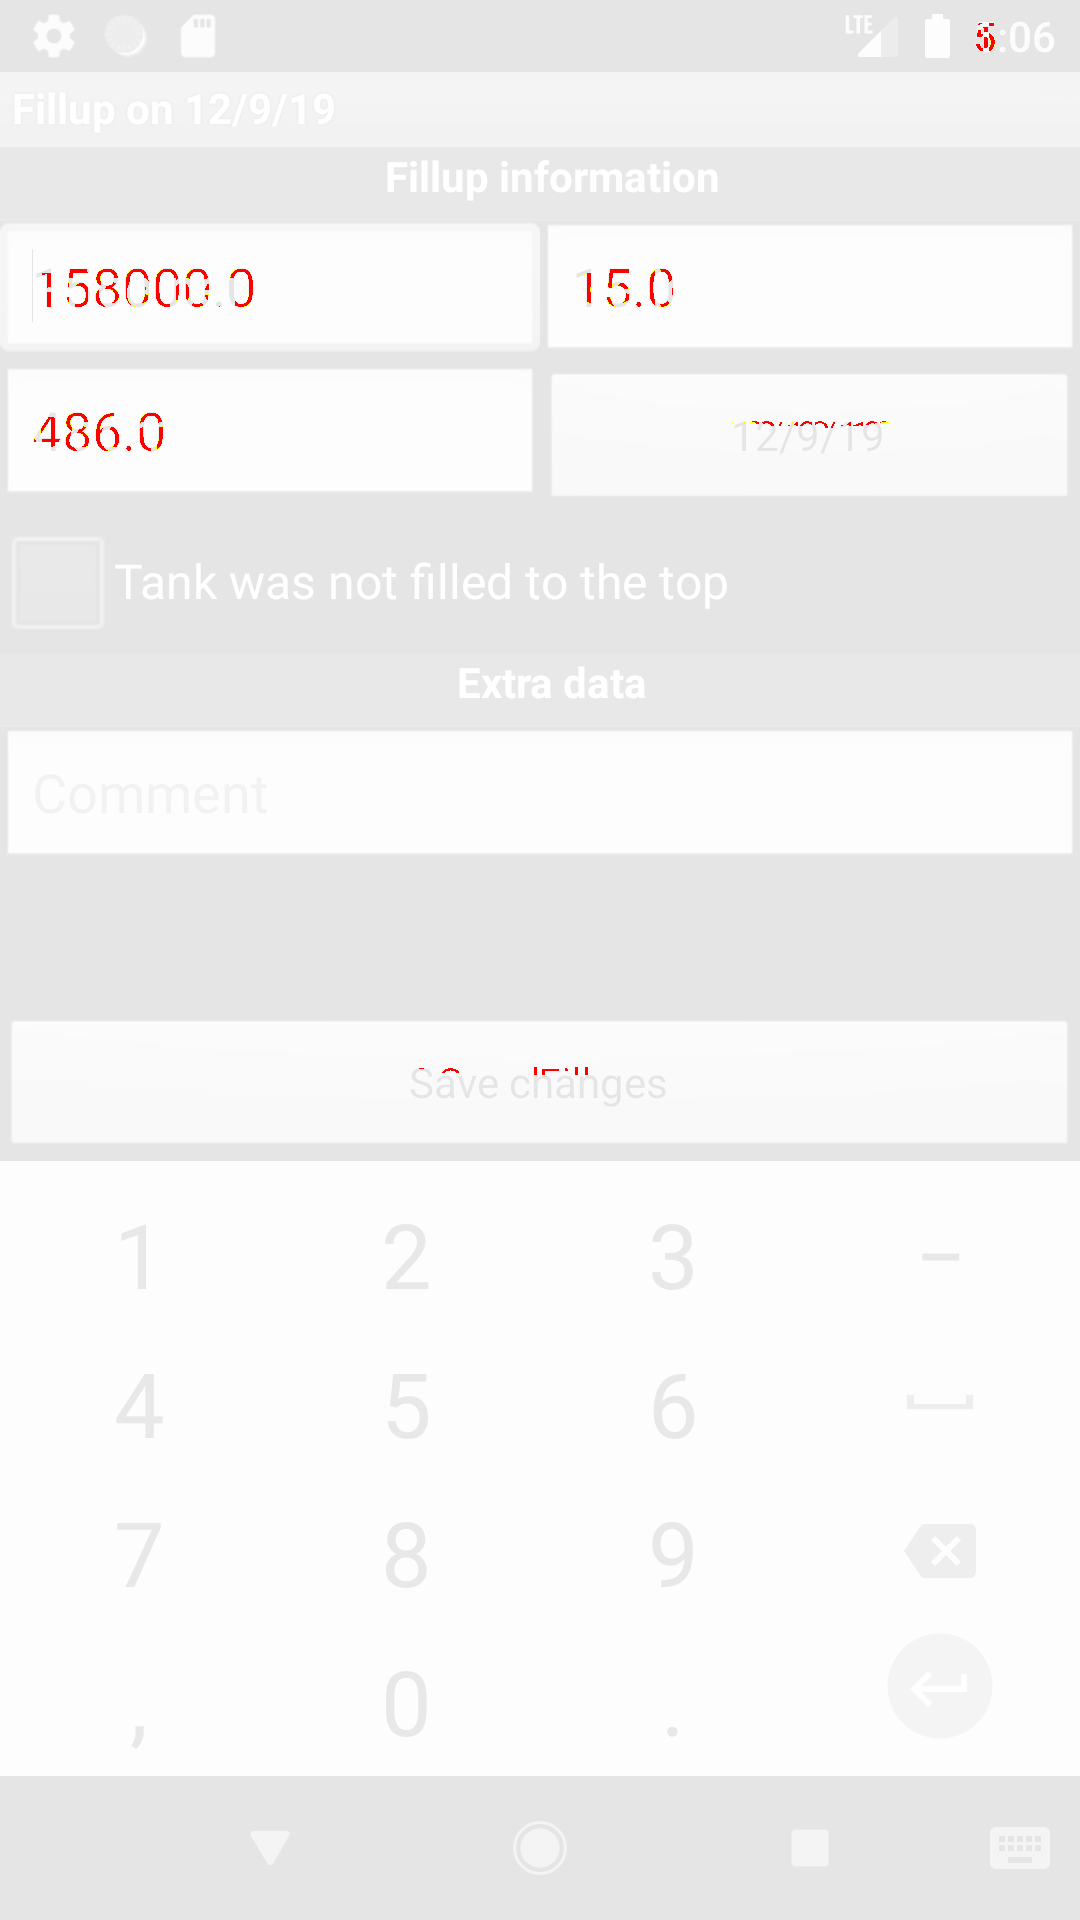 LTE :06
Fillup on 12/9/19
Fillup information
158000.0 15.0
486.0 12/9/19
Tank was not filled to the top
Extra data
Comment
Save changes
1 2 3 –
4 5 6
7 8 9
, 0 .